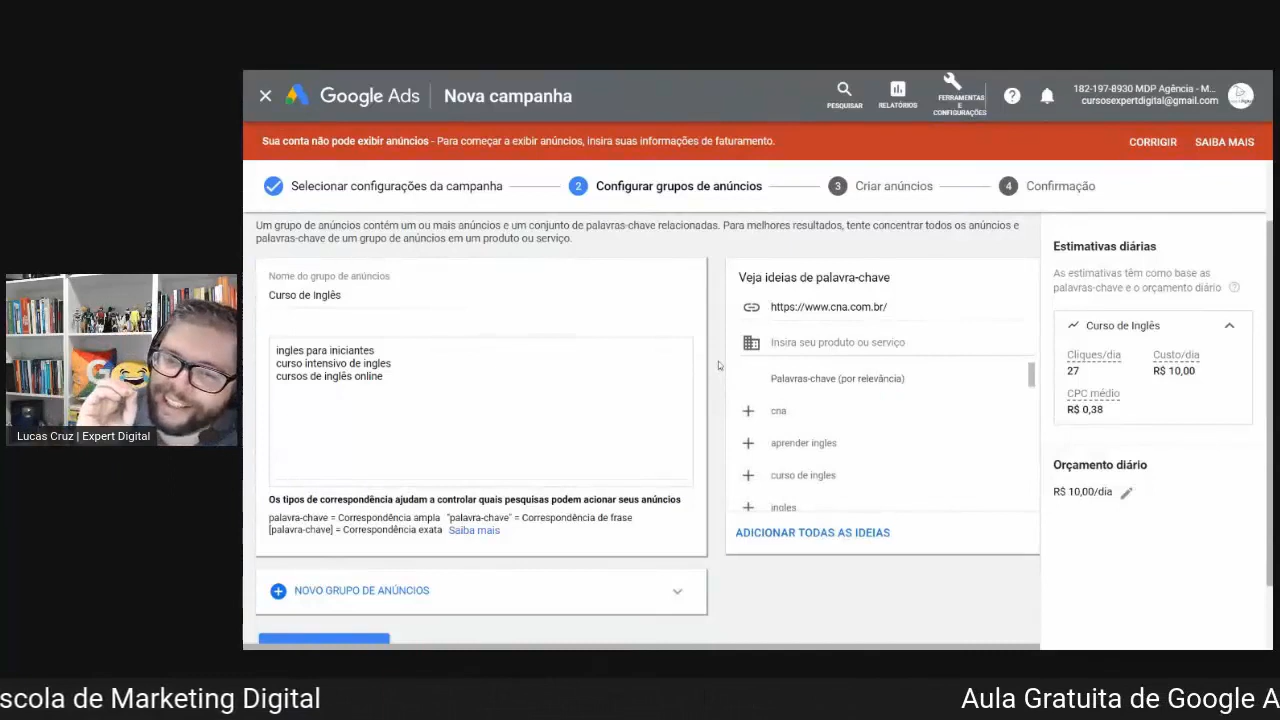 Google Ads
Nova campanha
PESQUISAR
RELATÓRIOS
FERRAMENTAS
E
CONFIGURAÇÕES
182-197-8930 MDP Agência - M...
cursosexpertdigital@gmail.com
Sua conta não pode exibir anúncios - Para começar a exibir anúncios, insira suas informações de faturamento.
CORRIGIR
SAIBA MAIS
Selecionar configurações da campanha
2
Configurar grupos de anúncios
3
Criar anúncios
4
Confirmação
Um grupo de anúncios contém um ou mais anúncios e um conjunto de palavras-chave relacionadas. Para melhores resultados, tente concentrar todos os anúncios e
palavras-chave de um grupo de anúncios em um produto ou serviço.
Nome do grupo de anúncios
Curso de Inglês
ingles para iniciantes
curso intensivo de ingles
cursos de inglês online
Os tipos de correspondência ajudam a controlar quais pesquisas podem acionar seus anúncios
palavra-chave = Correspondência ampla "palavra-chave" = Correspondência de frase
[palavra-chave] = Correspondência exata Saiba mais
NOVO GRUPO DE ANÚNCIOS
Veja ideias de palavra-chave
https://www.cna.com.br/
Insira seu produto ou serviço
Palavras-chave (por relevância)
cna
aprender ingles
curso de ingles
ingles
ADICIONAR TODAS AS IDEIAS
Estimativas diárias
As estimativas têm como base as
palavras-chave e o orçamento diário
Curso de Inglês
Cliques/dia
27
Custo/dia
R$ 10,00
CPC médio
R$ 0,38
Orçamento diário
R$ 10,00/dia
Lucas Cruz | Expert Digital
scola de Marketing Digital
Aula Gratuita de Google A